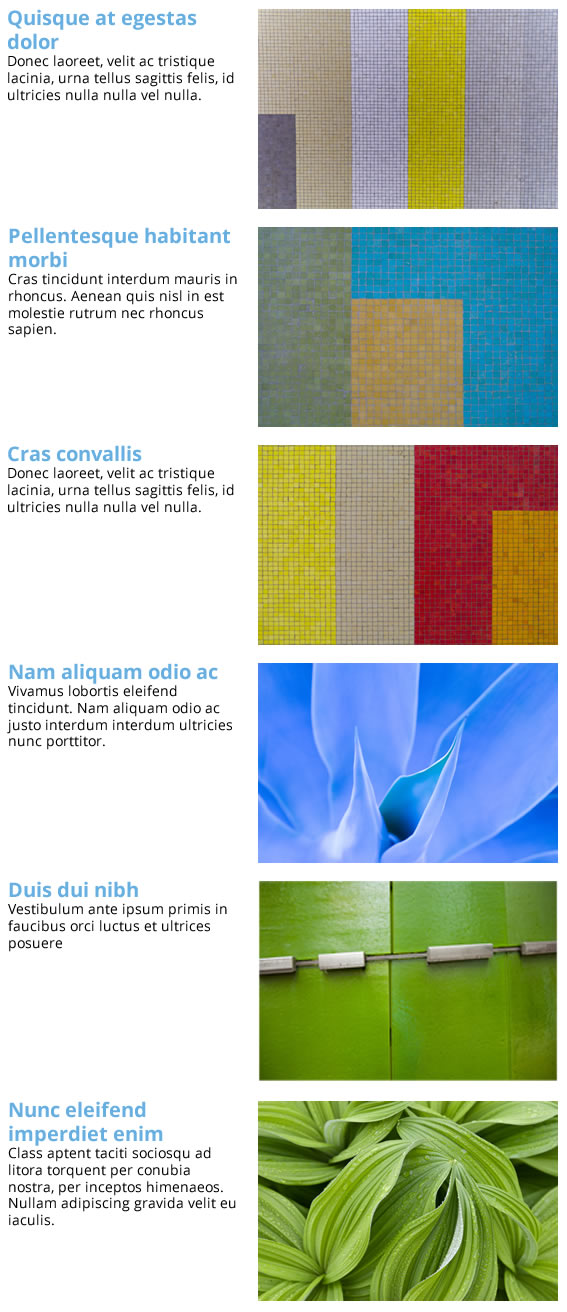 Quisque at egestas
dolor
Donec laoreet, velit ac tristique
lacinia, urna tellus sagittis felis, id
ultricies nulla nulla vel nulla.
Pellentesque habitant
morbi
Cras tincidunt interdum mauris in
rhoncus. Aenean quis nisl in est
molestie rutrum nec rhoncus
sapien.
Cras convallis
Donec laoreet, velit ac tristique
lacinia, urna tellus sagittis felis, id
ultricies nulla nulla vel nulla.
Nam aliquam odio ac
Vivamus lobortis eleifend
tincidunt. Nam aliquam odio ac
justo interdum interdum ultricies
nunc porttitor.
Duis dui nibh
Vestibulum ante ipsum primis in
faucibus orci luctus et ultrices
posuere
Nunc eleifend
imperdiet enim
Class aptent taciti sociosqu ad
litora torquent per conubia
nostra, per inceptos himenaeos.
Nullam adipiscing gravida velit eu
iaculis.